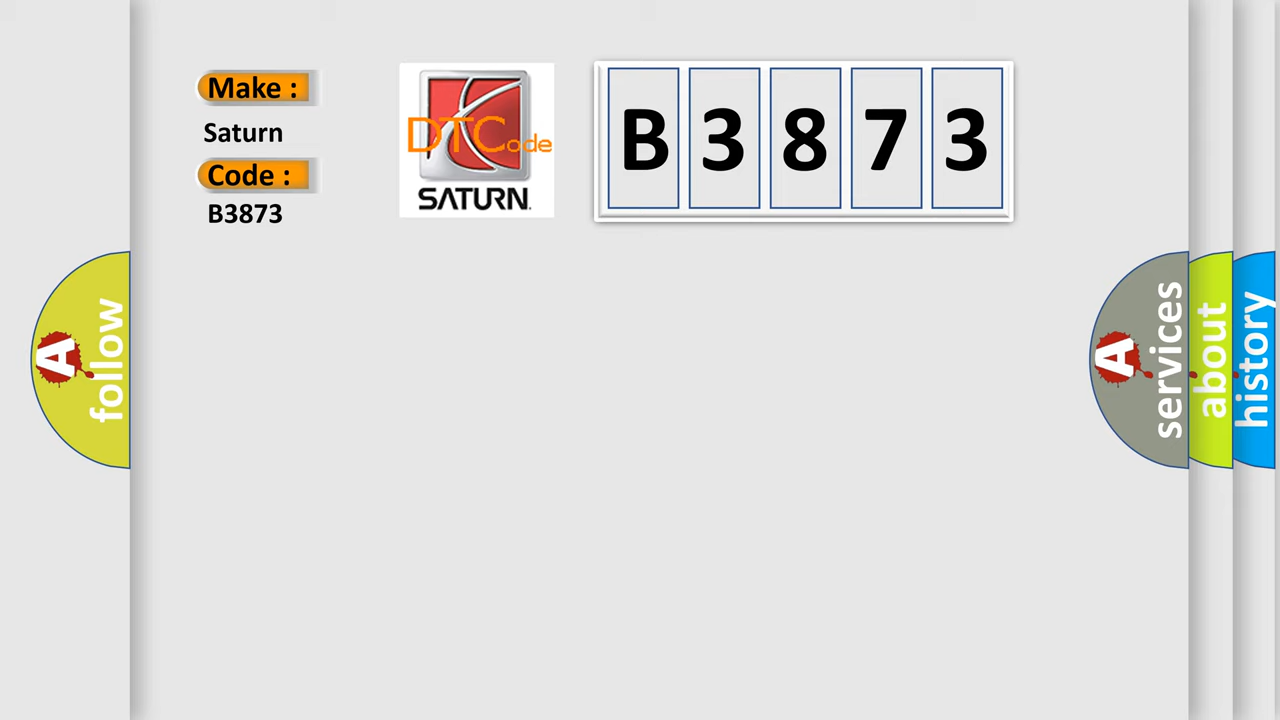 Make :
Saturn
Code :
B3873
DTCode
SATURN
B 3 8 7 3
A follow
A services
about
history